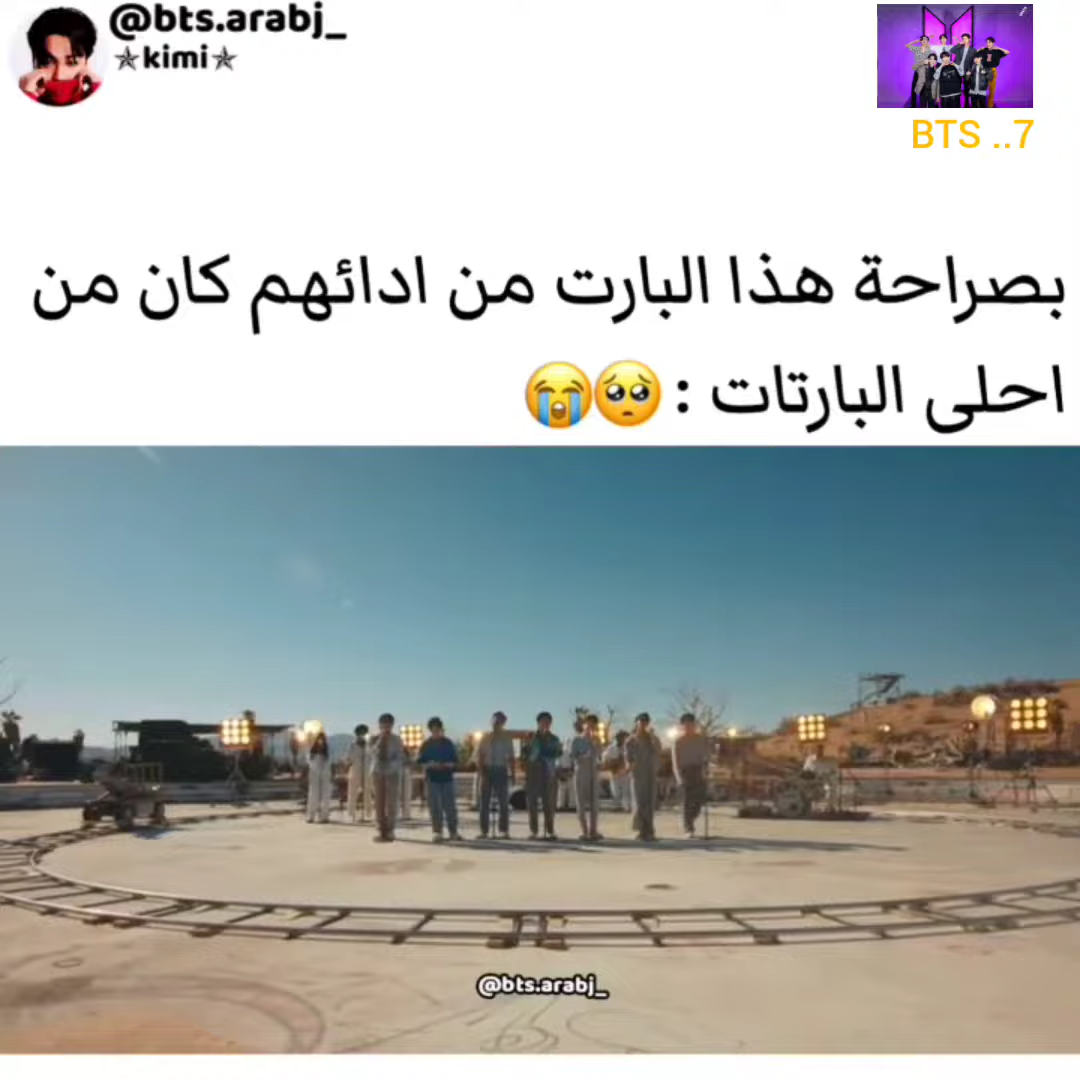 @bts.arabj_
✯kimi✯
BTS ..7
بصراحة هذا البارت من ادائهم كان من
احلى البارتات : 🥺😭
@bts.arabj_